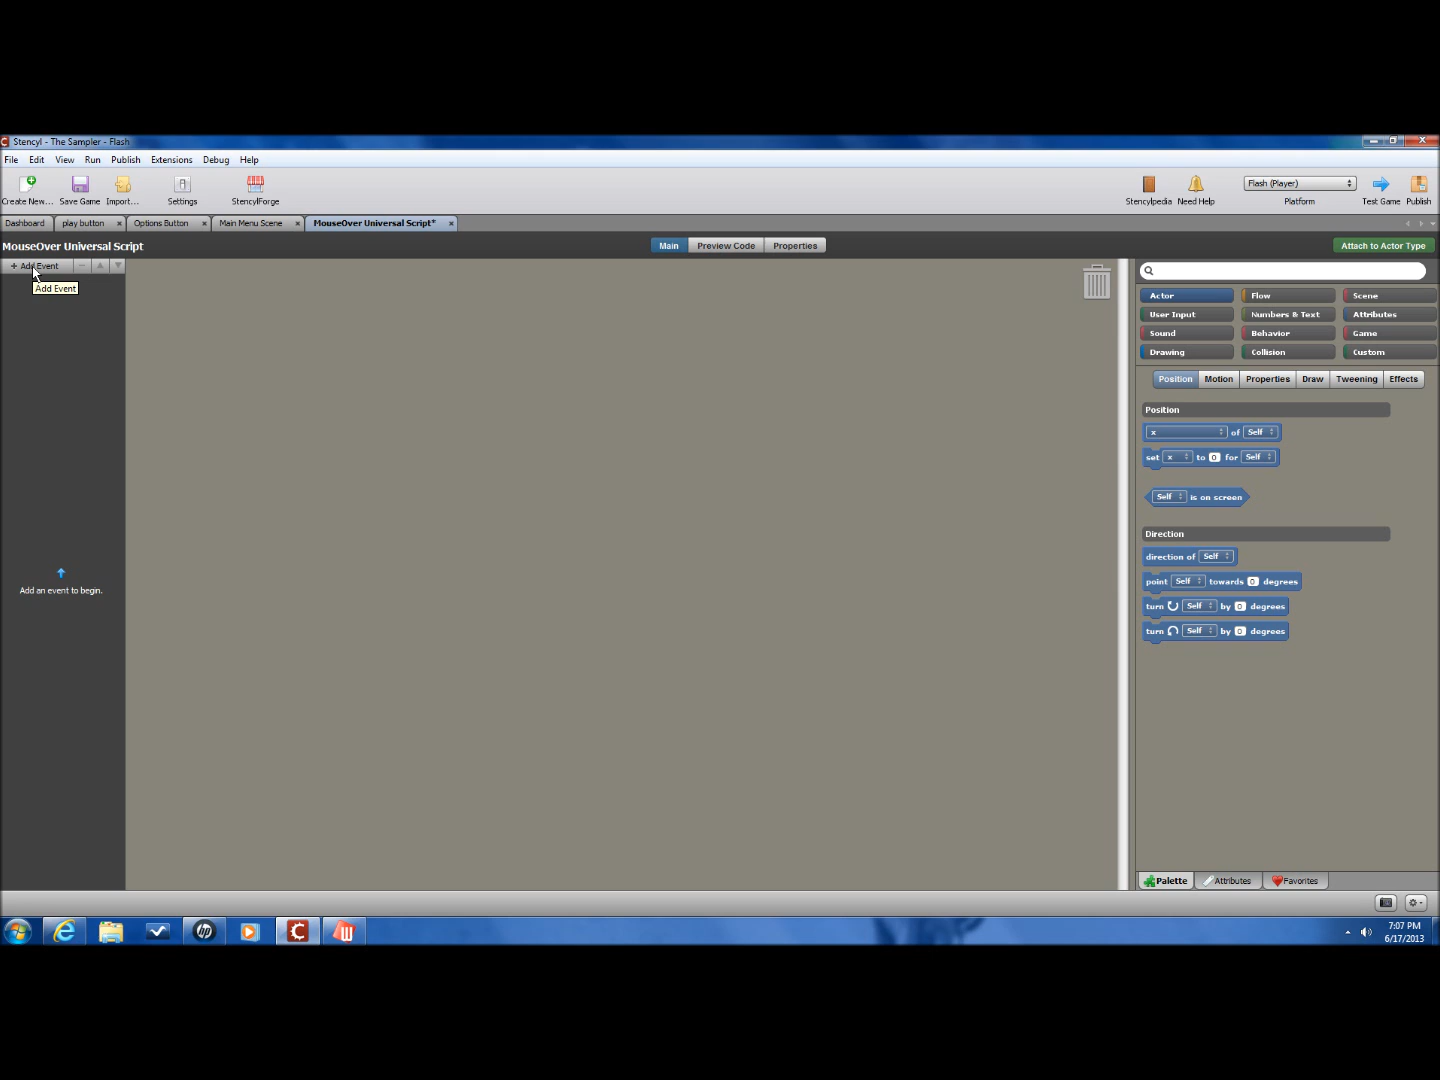 Stencyl - The Sampler - Flash
File Edit View Run Publish Extensions Debug Help
Create New... Save Game Import... Settings StencylForge Stencylpedia Need Help Flash (Player) Platform Test Game Publish
Dashboard play button Options Button Main Menu Scene MouseOver Universal Script*
MouseOver Universal Script Main Preview Code Properties Attach to Actor Type
+ Add Event
Add Event
Add an event to begin.
Actor Flow Scene
User Input Numbers & Text Attributes
Sound Behavior Game
Drawing Collision Custom
Position Motion Properties Draw Tweening Effects
Position
x of Self
set x to 0 for Self
Self is on screen
Direction
direction of Self
point Self towards 0 degrees
turn Self by 0 degrees
turn Self by 0 degrees
Palette Attributes Favorites
7:07 PM
6/17/2013